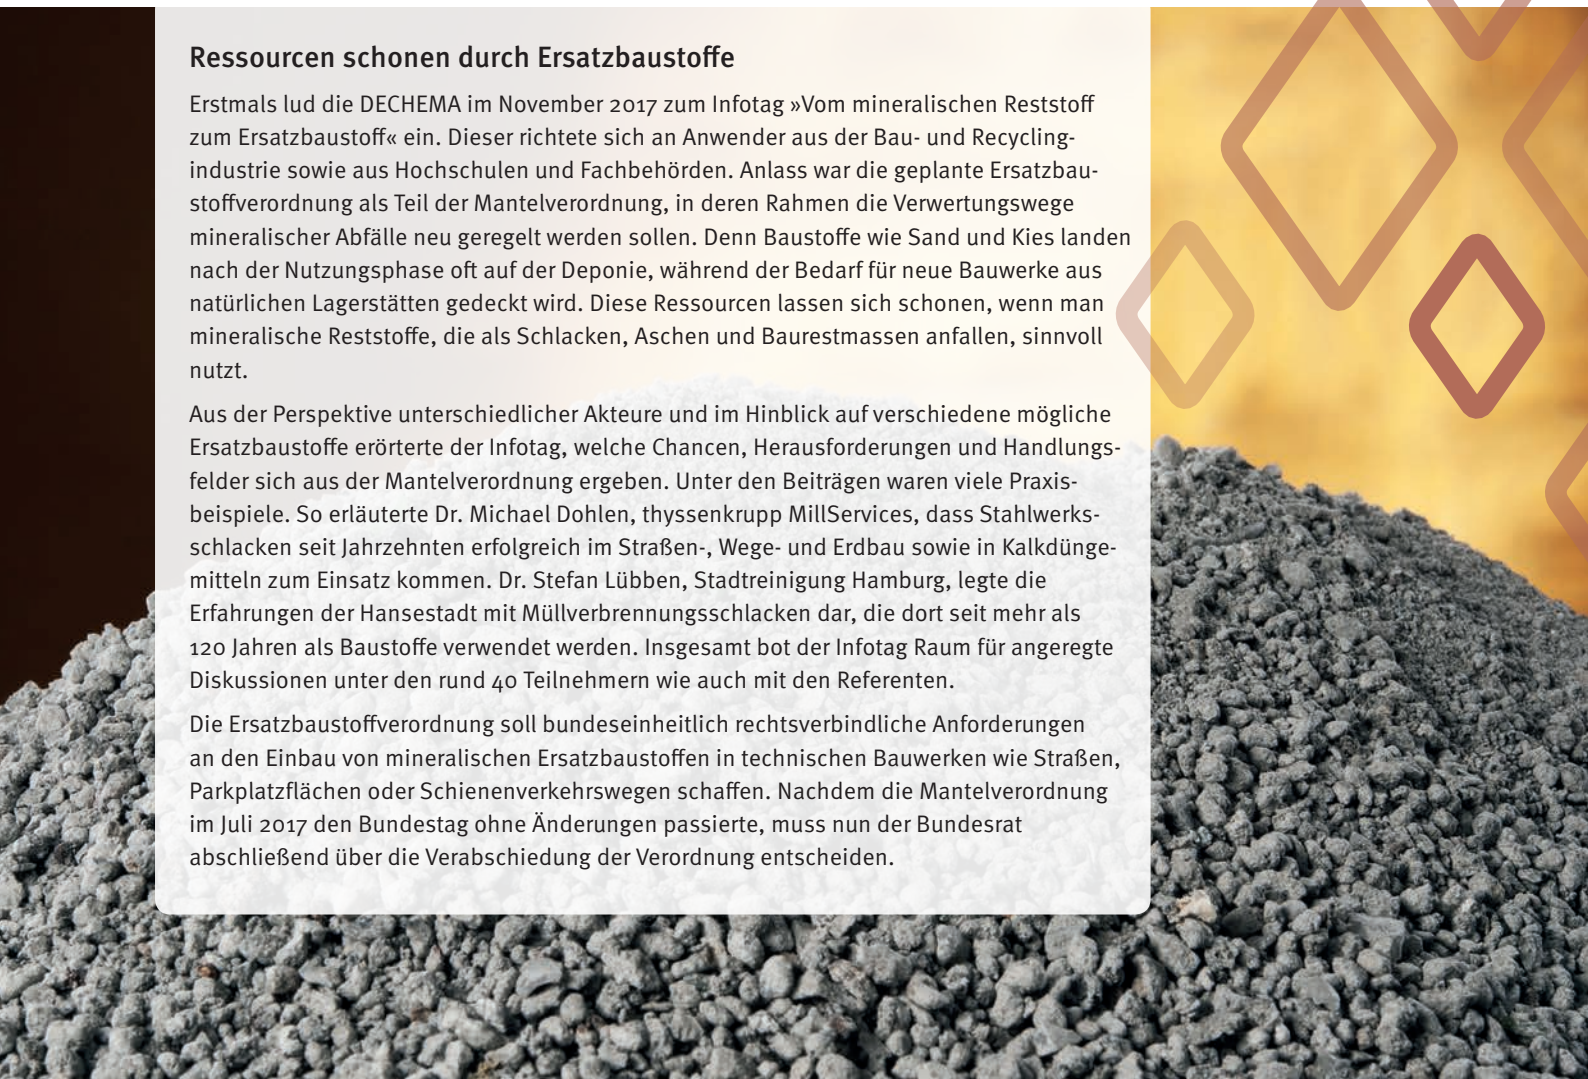 Ressourcen schonen durch Ersatzbaustoffe
Erstmals lud die DECHEMA im November 2017 zum Infotag »Vom mineralischen Reststoff
zum Ersatzbaustoff« ein. Dieser richtete sich an Anwender aus der Bau- und Recycling-
industrie sowie aus Hochschulen und Fachbehörden. Anlass war die geplante Ersatzbau-
stoffverordnung als Teil der Mantelverordnung, in deren Rahmen die Verwertungswege
mineralischer Abfälle neu geregelt werden sollen. Denn Baustoffe wie Sand und Kies landen
nach der Nutzungsphase oft auf der Deponie, während der Bedarf für neue Bauwerke aus
natürlichen Lagerstätten gedeckt wird. Diese Ressourcen lassen sich schonen, wenn man
mineralische Reststoffe, die als Schlacken, Aschen und Baurestmassen anfallen, sinnvoll
nutzt.
Aus der Perspektive unterschiedlicher Akteure und im Hinblick auf verschiedene mögliche
Ersatzbaustoffe erörterte der Infotag, welche Chancen, Herausforderungen und Handlungs-
felder sich aus der Mantelverordnung ergeben. Unter den Beiträgen waren viele Praxis-
beispiele. So erläuterte Dr. Michael Dohlen, thyssenkrupp MillServices, dass Stahlwerks-
schlacken seit Jahrzehnten erfolgreich im Straßen-, Wege- und Erdbau sowie in Kalkdünge-
mitteln zum Einsatz kommen. Dr. Stefan Lübben, Stadtreinigung Hamburg, legte die
Erfahrungen der Hansestadt mit Müllverbrennungsschlacken dar, die dort seit mehr als
120 Jahren als Baustoffe verwendet werden. Insgesamt bot der Infotag Raum für angeregte
Diskussionen unter den rund 40 Teilnehmern wie auch mit den Referenten.
Die Ersatzbaustoffverordnung soll bundeseinheitlich rechtsverbindliche Anforderungen
an den Einbau von mineralischen Ersatzbaustoffen in technischen Bauwerken wie Straßen,
Parkplatzflächen oder Schienenverkehrswegen schaffen. Nachdem die Mantelverordnung
im Juli 2017 den Bundestag ohne Änderungen passierte, muss nun der Bundesrat
abschließend über die Verabschiedung der Verordnung entscheiden.